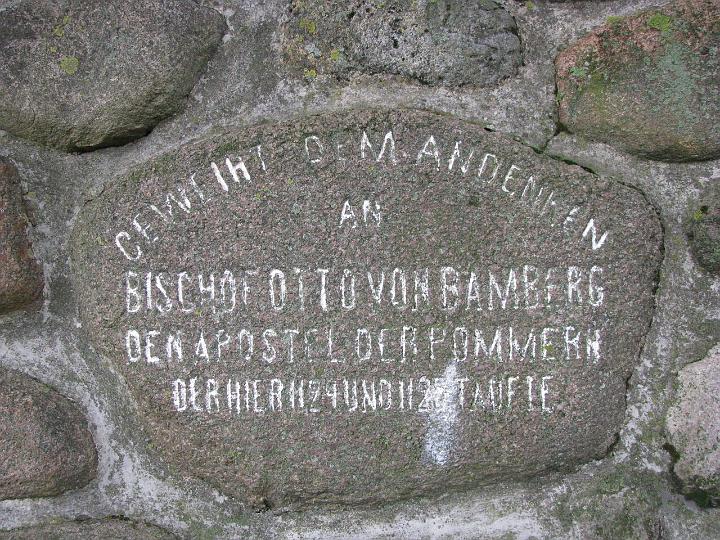 GEWEIHT DEM ANDENKEN
AN
BISCHOF OTTO VON BAMBERG
DEN APOSTEL DER POMMERN
DER HIER 1124 UND 1128 TAUFTE